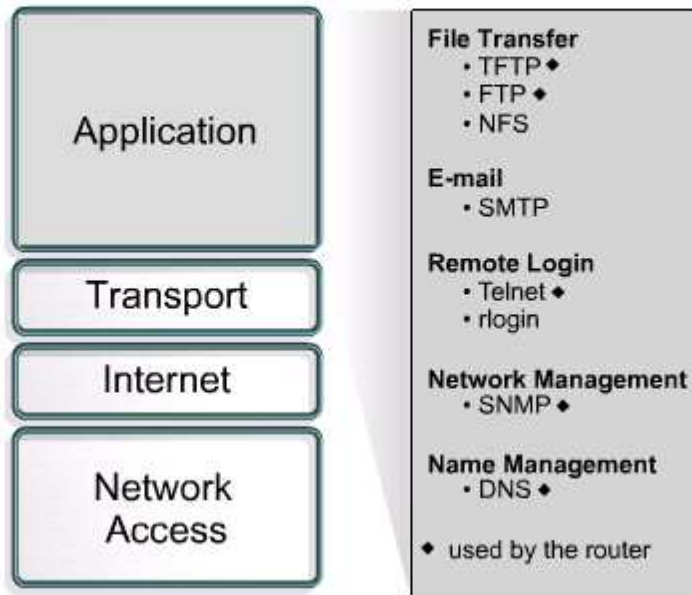 Application
Transport
Internet
Network
Access
File Transfer
• TFTP ◆
• FTP ◆
• NFS
E-mail
• SMTP
Remote Login
• Telnet ◆
• rlogin
Network Management
• SNMP ◆
Name Management
• DNS ◆
◆ used by the router